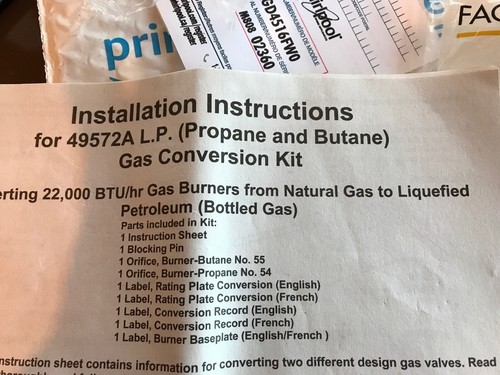 prin
Whirlpool
GD4516FW0
M808 02360
FAC
Installation Instructions
for 49572A L.P. (Propane and Butane)
Gas Conversion Kit
erting 22,000 BTU/hr Gas Burners from Natural Gas to Liquefied
Petroleum (Bottled Gas)
Parts included in Kit:
1 Instruction Sheet
1 Blocking Pin
1 Orifice, Burner-Butane No. 55
1 Orifice, Burner-Propane No. 54
1 Label, Rating Plate Conversion (English)
1 Label, Rating Plate Conversion (French)
1 Label, Conversion Record (English)
1 Label, Conversion Record (French)
1 Label, Burner Baseplate (English/French )
nstruction sheet contains information for converting two different design gas valves. Read